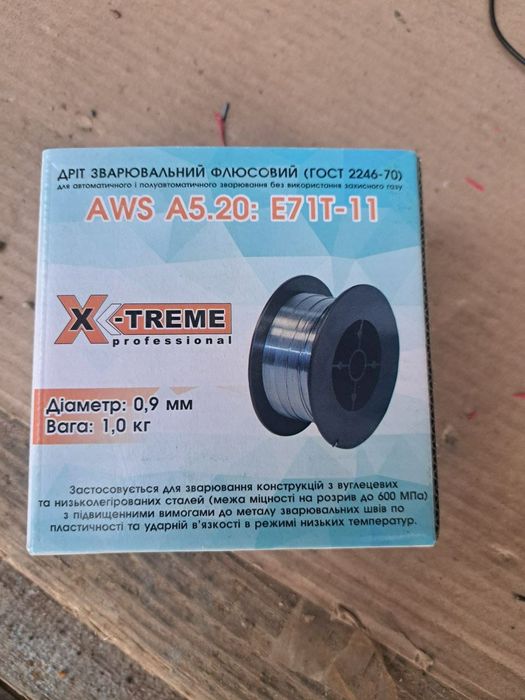 ДРІТ ЗВАРЮВАЛЬНИЙ ФЛЮСОВИЙ (ГОСТ 2246-70)
для автоматичного і полуавтоматичного зварювання без використання захисного газу
AWS A5.20: E71T-11
X-TREME
professional
Діаметр: 0,9 мм
Вага: 1,0 кг
Застосовується для зварювання конструкцій з вуглецевих
та низьколегірованих сталей (межа міцності на розрив до 600 МПа)
з підвищенними вимогами до металу зварювальних швів по
пластичності та ударній в'язкості в режимі низьких температур.